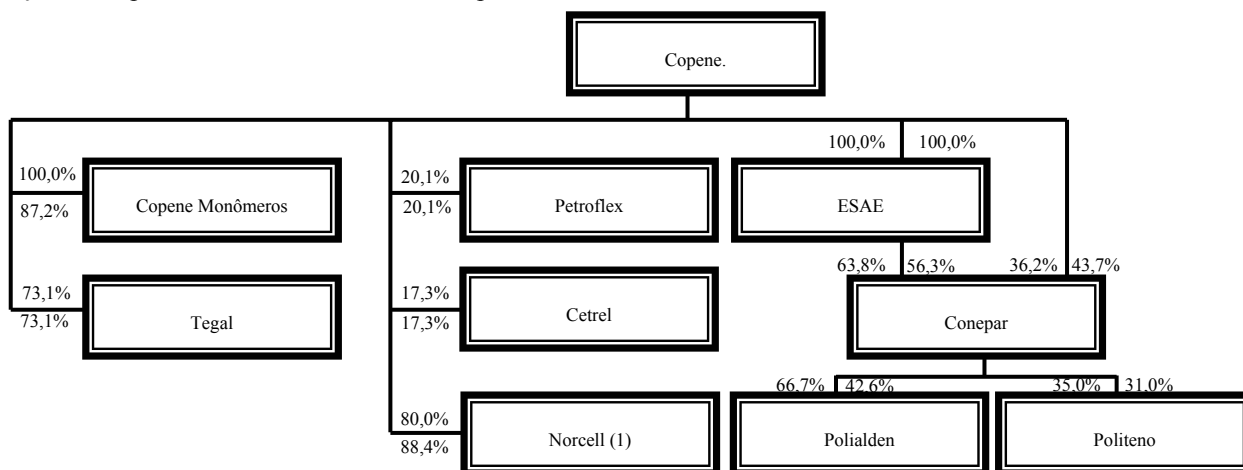 Copene.
100,0% 100,0%
100,0%
87,2%
Copene Monômeros
20,1%
20,1%
Petroflex
ESAE
63,8% 56,3% 36,2% 43,7%
73,1%
73,1%
Tegal
17,3%
17,3%
Cetrel
Conepar
66,7% 42,6% 35,0% 31,0%
80,0%
88,4%
Norcell (1)
Polialden
Politeno